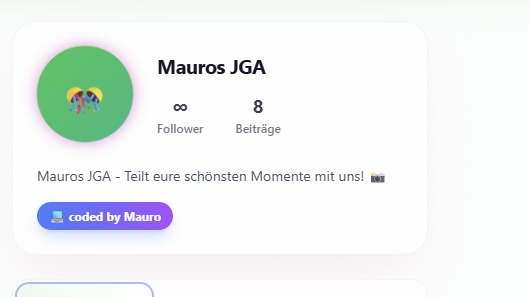 Mauros JGA
∞ 8
Follower Beiträge
Mauros JGA - Teilt eure schönsten Momente mit uns! 📸
💻 coded by Mauro